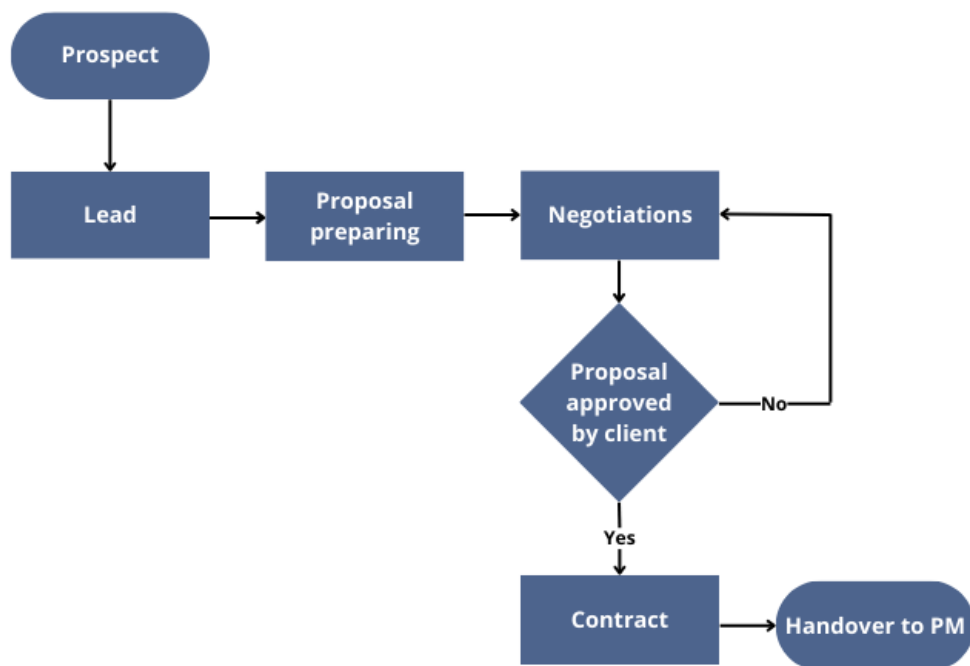 Prospect
Lead
Proposal
preparing
Negotiations
Proposal
approved
by client
No
Yes
Contract
Handover to PM